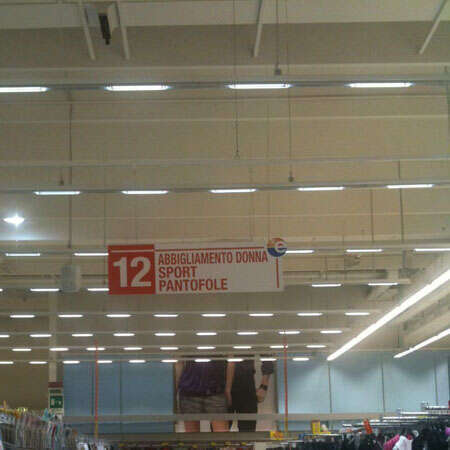 12
ABBIGLIAMENTO DONNA
SPORT
PANTOFOLE